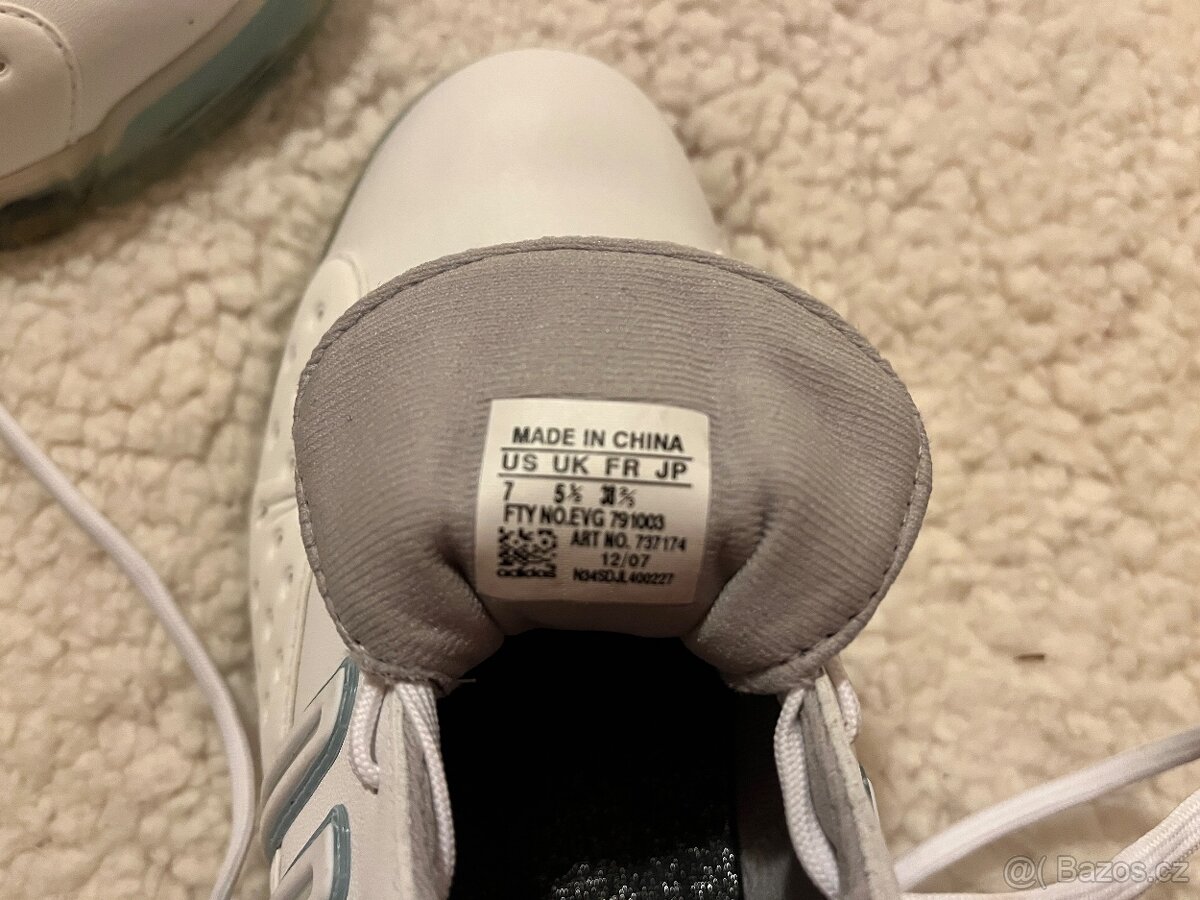 MADE IN CHINA
US UK FR JP
7 5½ 38⅔
FTY NO.EVG 791003
ART NO. 737174
12/07
adidas N34SDJL400227
@( Bazos.cz